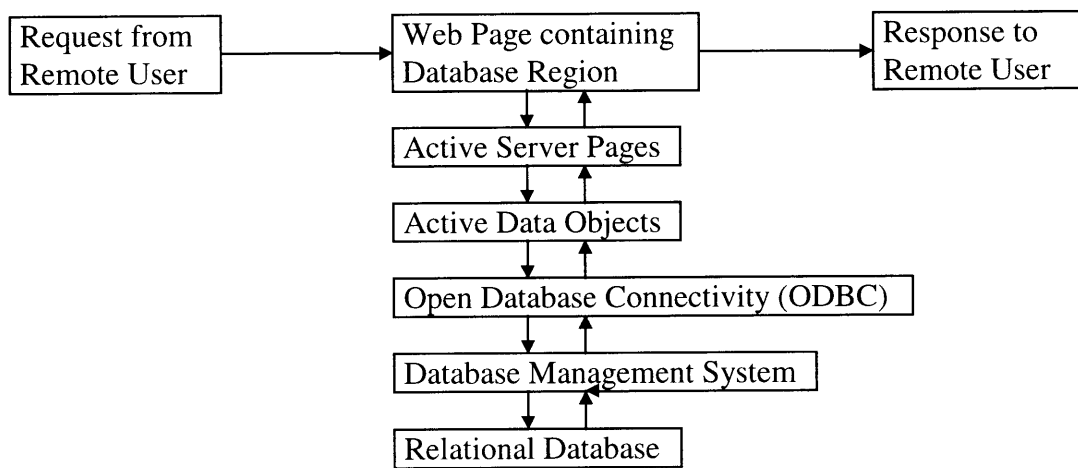 Request from
Remote User
Web Page containing
Database Region
Response to
Remote User
Active Server Pages
Active Data Objects
Open Database Connectivity (ODBC)
Database Management System
Relational Database